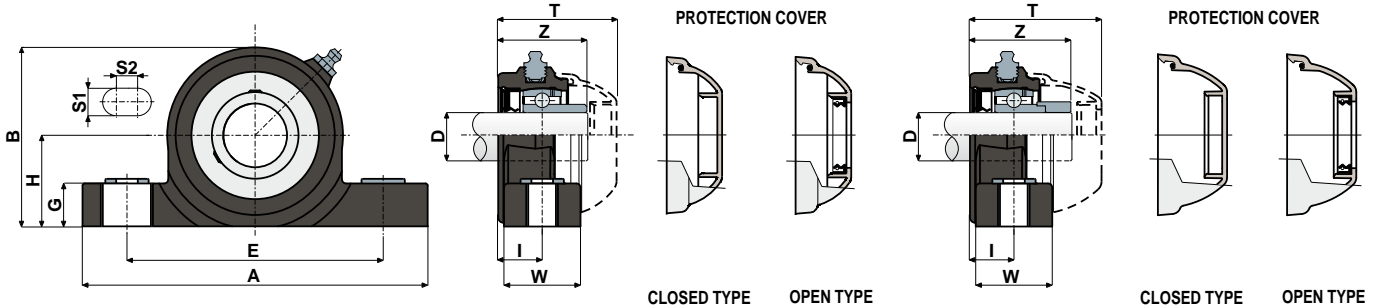 S2
S1
B
H
G
E
A
T
Z
D
I
W
PROTECTION COVER
CLOSED TYPE
OPEN TYPE
T
Z
D
I
W
PROTECTION COVER
CLOSED TYPE
OPEN TYPE